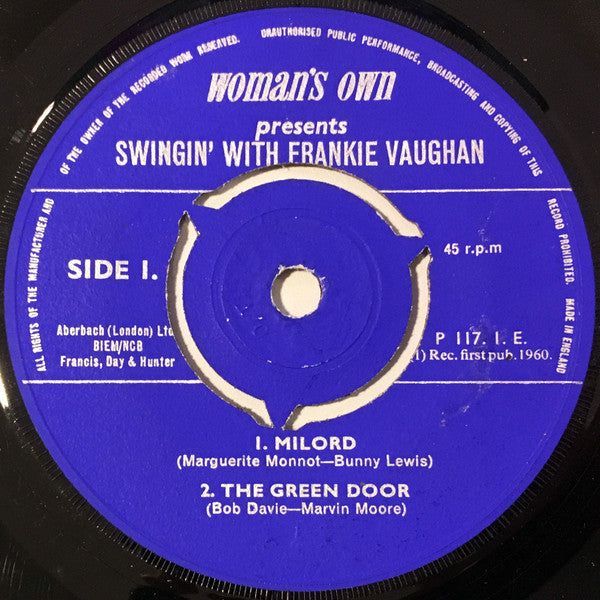 ALL RIGHTS OF THE MANUFACTURER AND OF THE OWNER OF THE RECORDED WORK RESERVED. UNAUTHORISED PUBLIC PERFORMANCE, BROADCASTING AND COPYING OF THIS RECORD PROHIBITED. MADE IN ENGLAND
woman's own
presents
SWINGIN' WITH FRANKIE VAUGHAN
SIDE 1.
45 r.p.m
Aberbach (London) Ltd
BIEM/NCB
Francis, Day & Hunter
P 117. 1. E.
1) Rec. first pub. 1960.
1. MILORD
(Marguerite Monnot—Bunny Lewis)
2. THE GREEN DOOR
(Bob Davie—Marvin Moore)